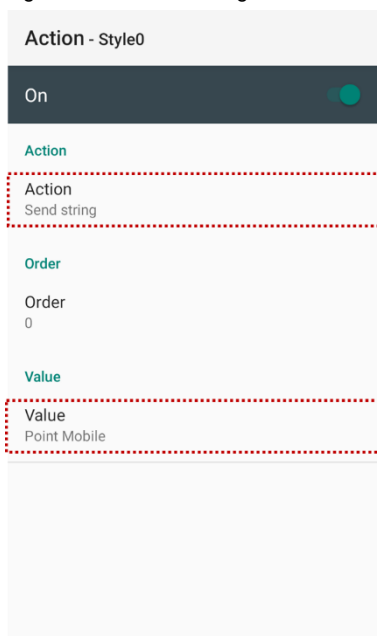 Action - Style0
On
Action
Action
Send string
Order
Order
0
Value
Value
Point Mobile